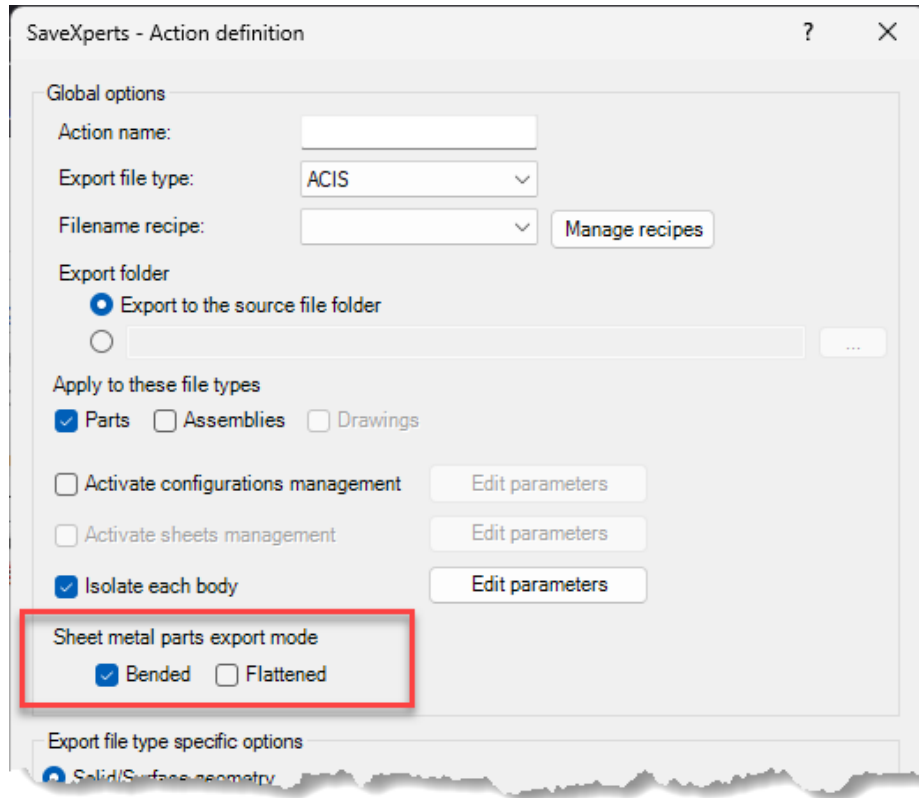 SaveXperts - Action definition ?
Global options
Action name:
Export file type: ACIS
Filename recipe: Manage recipes
Export folder
Export to the source file folder
...
Apply to these file types
Parts Assemblies Drawings
Activate configurations management Edit parameters
Activate sheets management Edit parameters
Isolate each body Edit parameters
Sheet metal parts export mode
Bended Flattened
Export file type specific options
Solid/Surface geometry